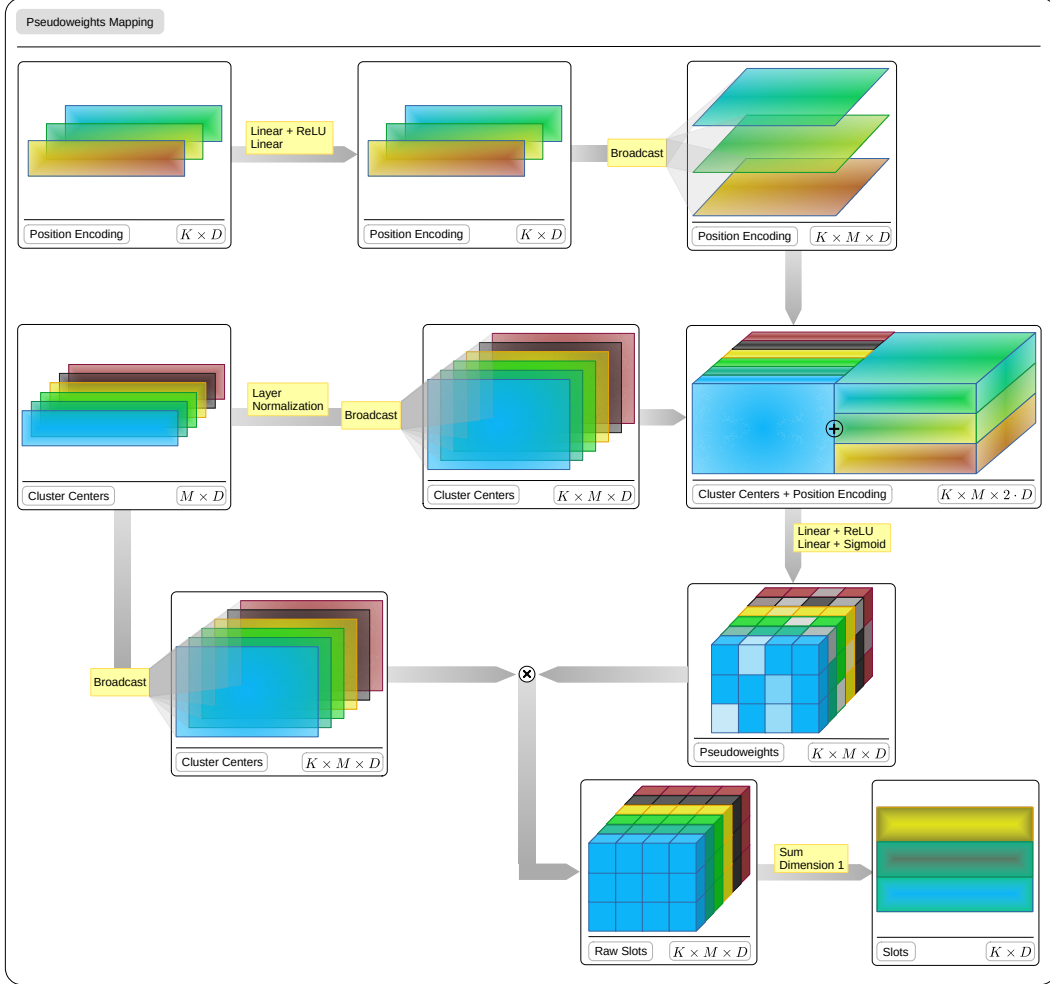 Pseudoweights Mapping
Linear + ReLU
Linear
Broadcast
Position Encoding
K × D
Position Encoding
K × D
Position Encoding
K × M × D
Layer
Normalization
Broadcast
Cluster Centers
M × D
Cluster Centers
K × M × D
Cluster Centers + Position Encoding
K × M × 2 · D
Linear + ReLU
Linear + Sigmoid
Broadcast
Cluster Centers
K × M × D
Pseudoweights
K × M × D
Sum
Dimension 1
Raw Slots
K × M × D
Slots
K × D